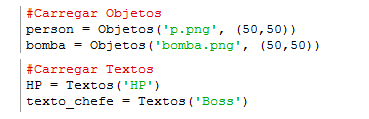 #Carregar Objetos
person = Objetos('p.png', (50,50))
bomba = Objetos('bomba.png', (50,50))
#Carregar Textos
HP = Textos('HP')
texto_chefe = Textos('Boss')